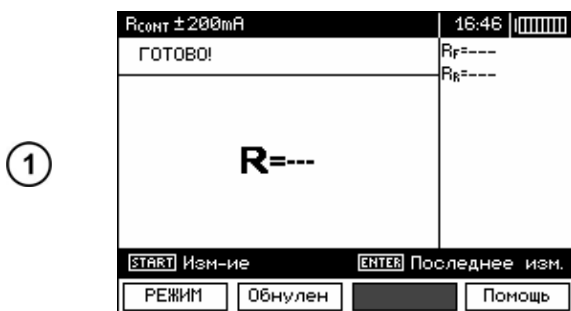 RCONT ±200mA 16:46
ГОТОВО! RF=---
RR=---
1
R=---
START Изм-ие ENTER Последнее изм.
РЕЖИМ Обнулен Помощь